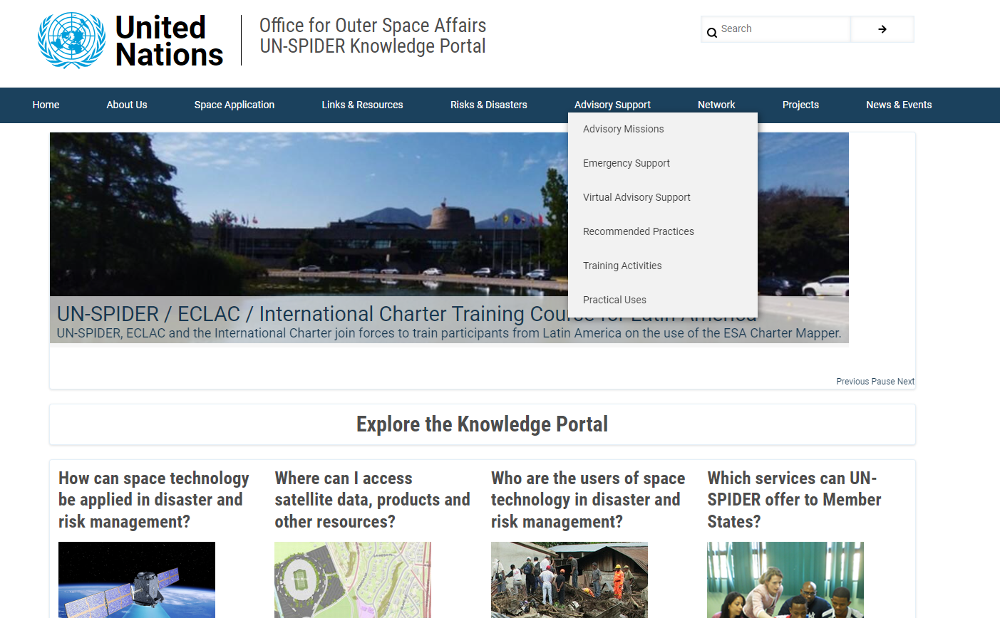 United
Nations
Office for Outer Space Affairs
UN-SPIDER Knowledge Portal
Search
Home
About Us
Space Application
Links & Resources
Risks & Disasters
Advisory Support
Network
Projects
News & Events
Advisory Missions
Emergency Support
Virtual Advisory Support
Recommended Practices
Training Activities
Practical Uses
UN-SPIDER / ECLAC / International Charter Training Course for Latin America
UN-SPIDER, ECLAC and the International Charter join forces to train participants from Latin America on the use of the ESA Charter Mapper.
Previous Pause Next
Explore the Knowledge Portal
How can space technology
be applied in disaster and
risk management?
Where can I access
satellite data, products and
other resources?
Who are the users of space
technology in disaster and
risk management?
Which services can UN-
SPIDER offer to Member
States?